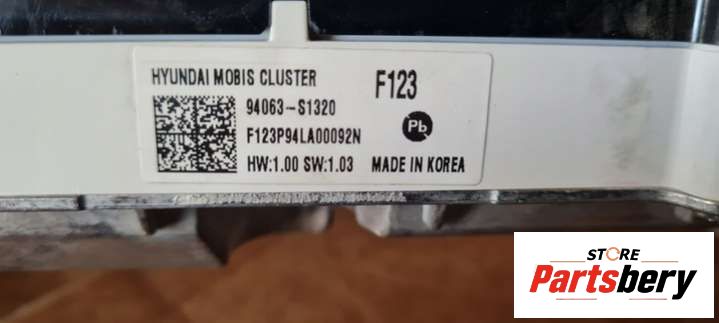 HYUNDAI MOBIS CLUSTER F123
94063-S1320
Pb
F123P94LA00092N
HW:1.00 SW:1.03 MADE IN KOREA
STORE
Partsbery